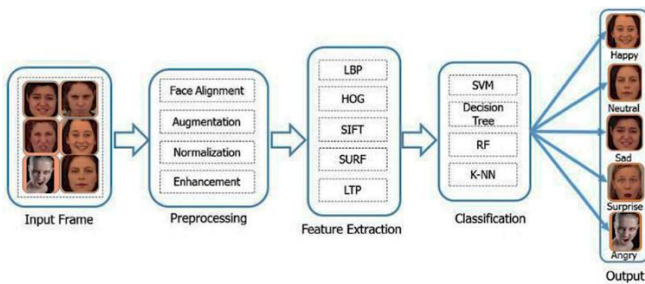 Input Frame
Face Alignment
Augmentation
Normalization
Enhancement
Preprocessing
LBP
HOG
SIFT
SURF
LTP
Feature Extraction
SVM
Decision
Tree
RF
K-NN
Classification
Happy
Neutral
Sad
Surprise
Angry
Output